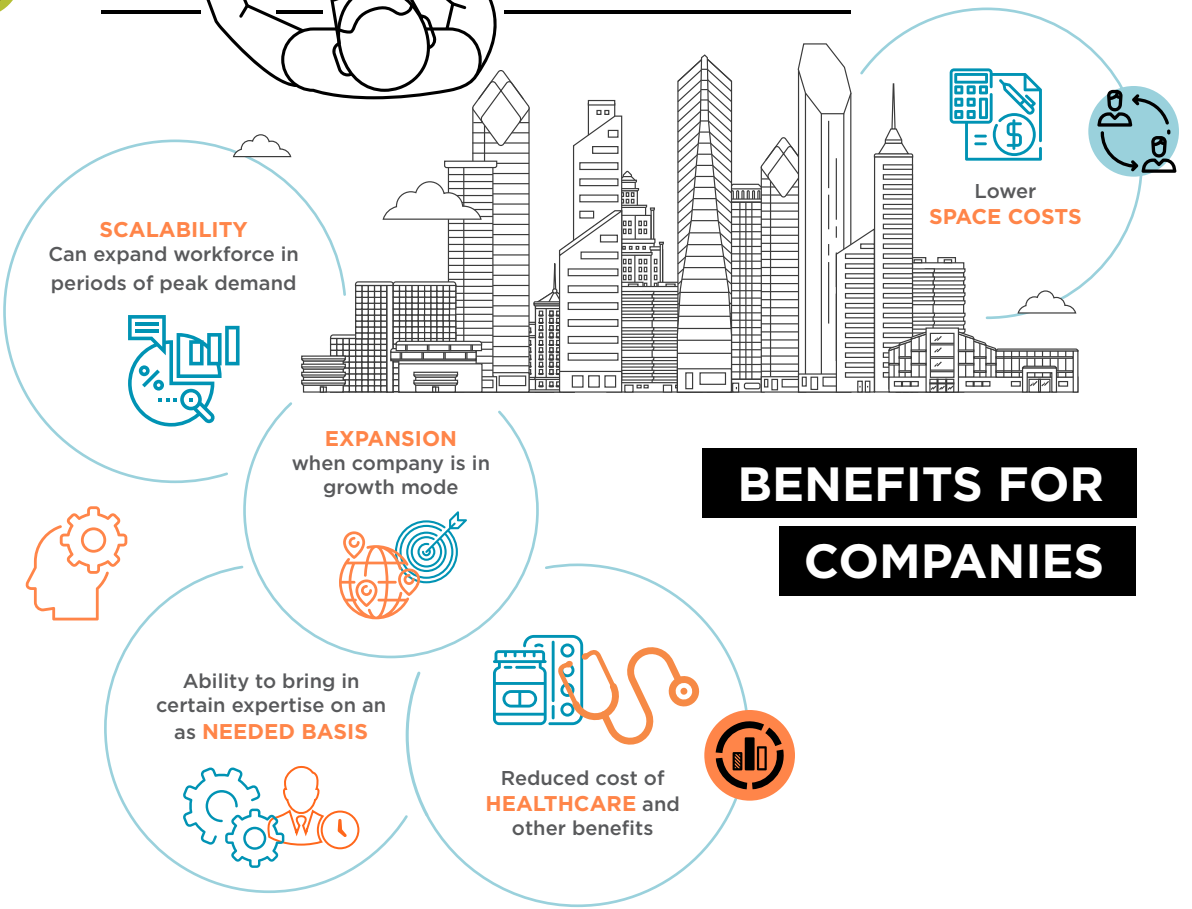 Lower
SPACE COSTS
SCALABILITY
Can expand workforce in
periods of peak demand
EXPANSION
when company is in
growth mode
BENEFITS FOR
COMPANIES
Ability to bring in
certain expertise on an
as NEEDED BASIS
Reduced cost of
HEALTHCARE and
other benefits